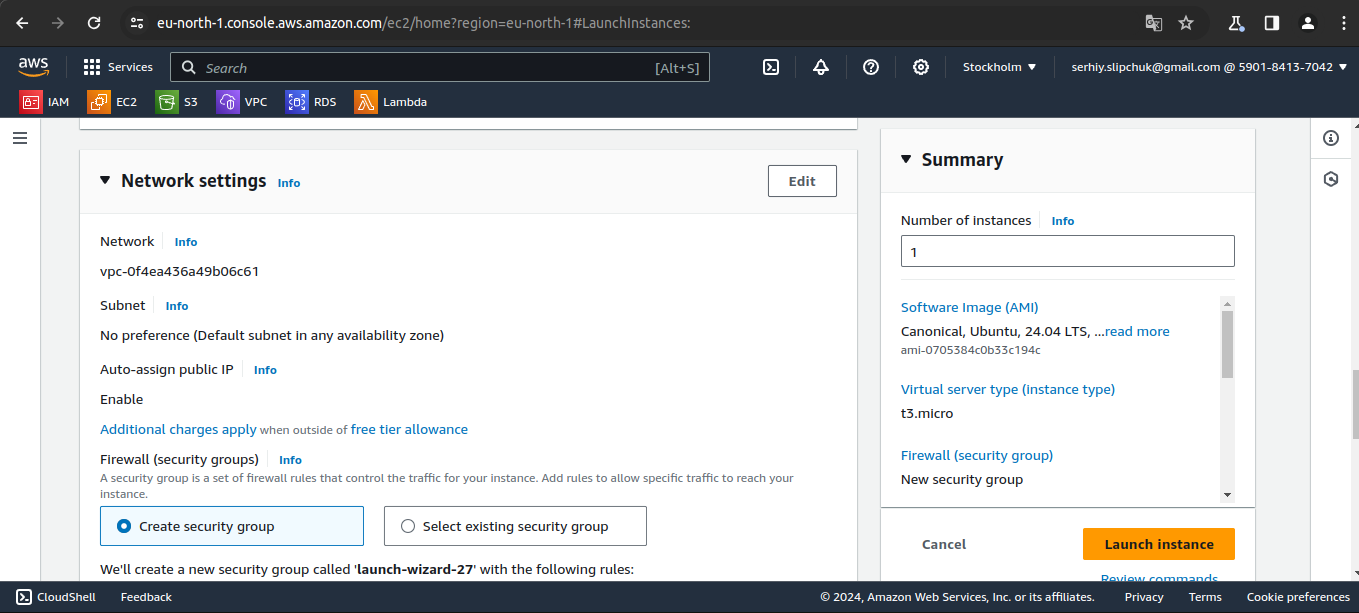 eu-north-1.console.aws.amazon.com/ec2/home?region=eu-north-1#LaunchInstances:
aws
Services
Search
[Alt+S]
Stockholm
serhiy.slipchuk@gmail.com @ 5901-8413-7042
IAM
EC2
S3
VPC
RDS
Lambda
Network settings Info
Edit
Network Info
vpc-0f4ea436a49b06c61
Subnet Info
No preference (Default subnet in any availability zone)
Auto-assign public IP Info
Enable
Additional charges apply when outside of free tier allowance
Firewall (security groups) Info
A security group is a set of firewall rules that control the traffic for your instance. Add rules to allow specific traffic to reach your
instance.
Create security group
Select existing security group
We'll create a new security group called 'launch-wizard-27' with the following rules:
Summary
Number of instances Info
1
Software Image (AMI)
Canonical, Ubuntu, 24.04 LTS, ...read more
ami-0705384c0b33c194c
Virtual server type (instance type)
t3.micro
Firewall (security group)
New security group
Cancel
Launch instance
Review commands
CloudShell
Feedback
© 2024, Amazon Web Services, Inc. or its affiliates.
Privacy
Terms
Cookie preferences